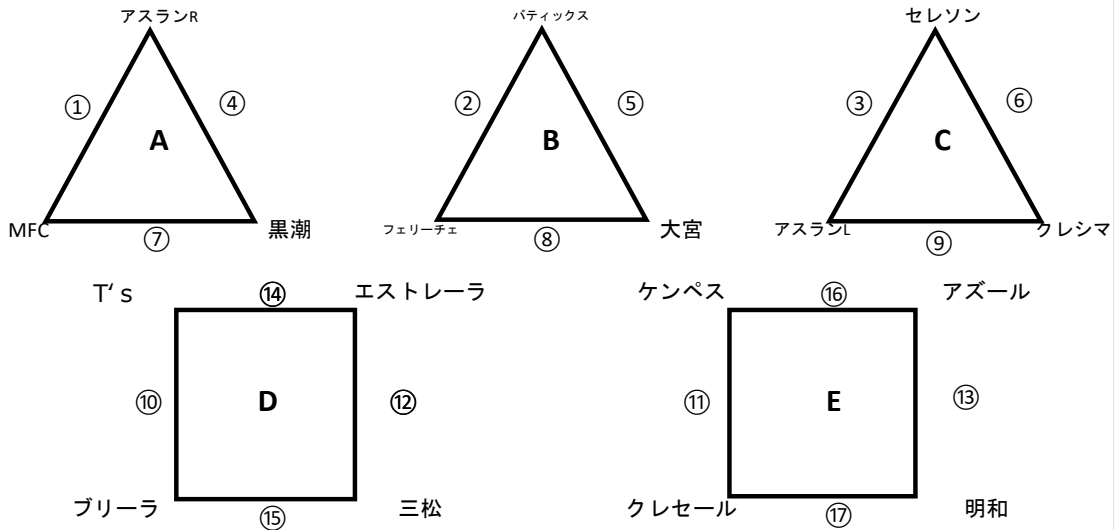 アスランR
バティックス
セレソン
① ④ ② ⑤ ③ ⑥
A B C
MFC 黒潮 フェリーチェ 大宮 アスランL クレシマ
⑦ ⑧ ⑨
T's ⑭ エストレーラ ケンペス ⑯ アズール
⑩ D ⑫ ⑪ E ⑬
ブリーラ ⑮ 三松 クレセール ⑰ 明和